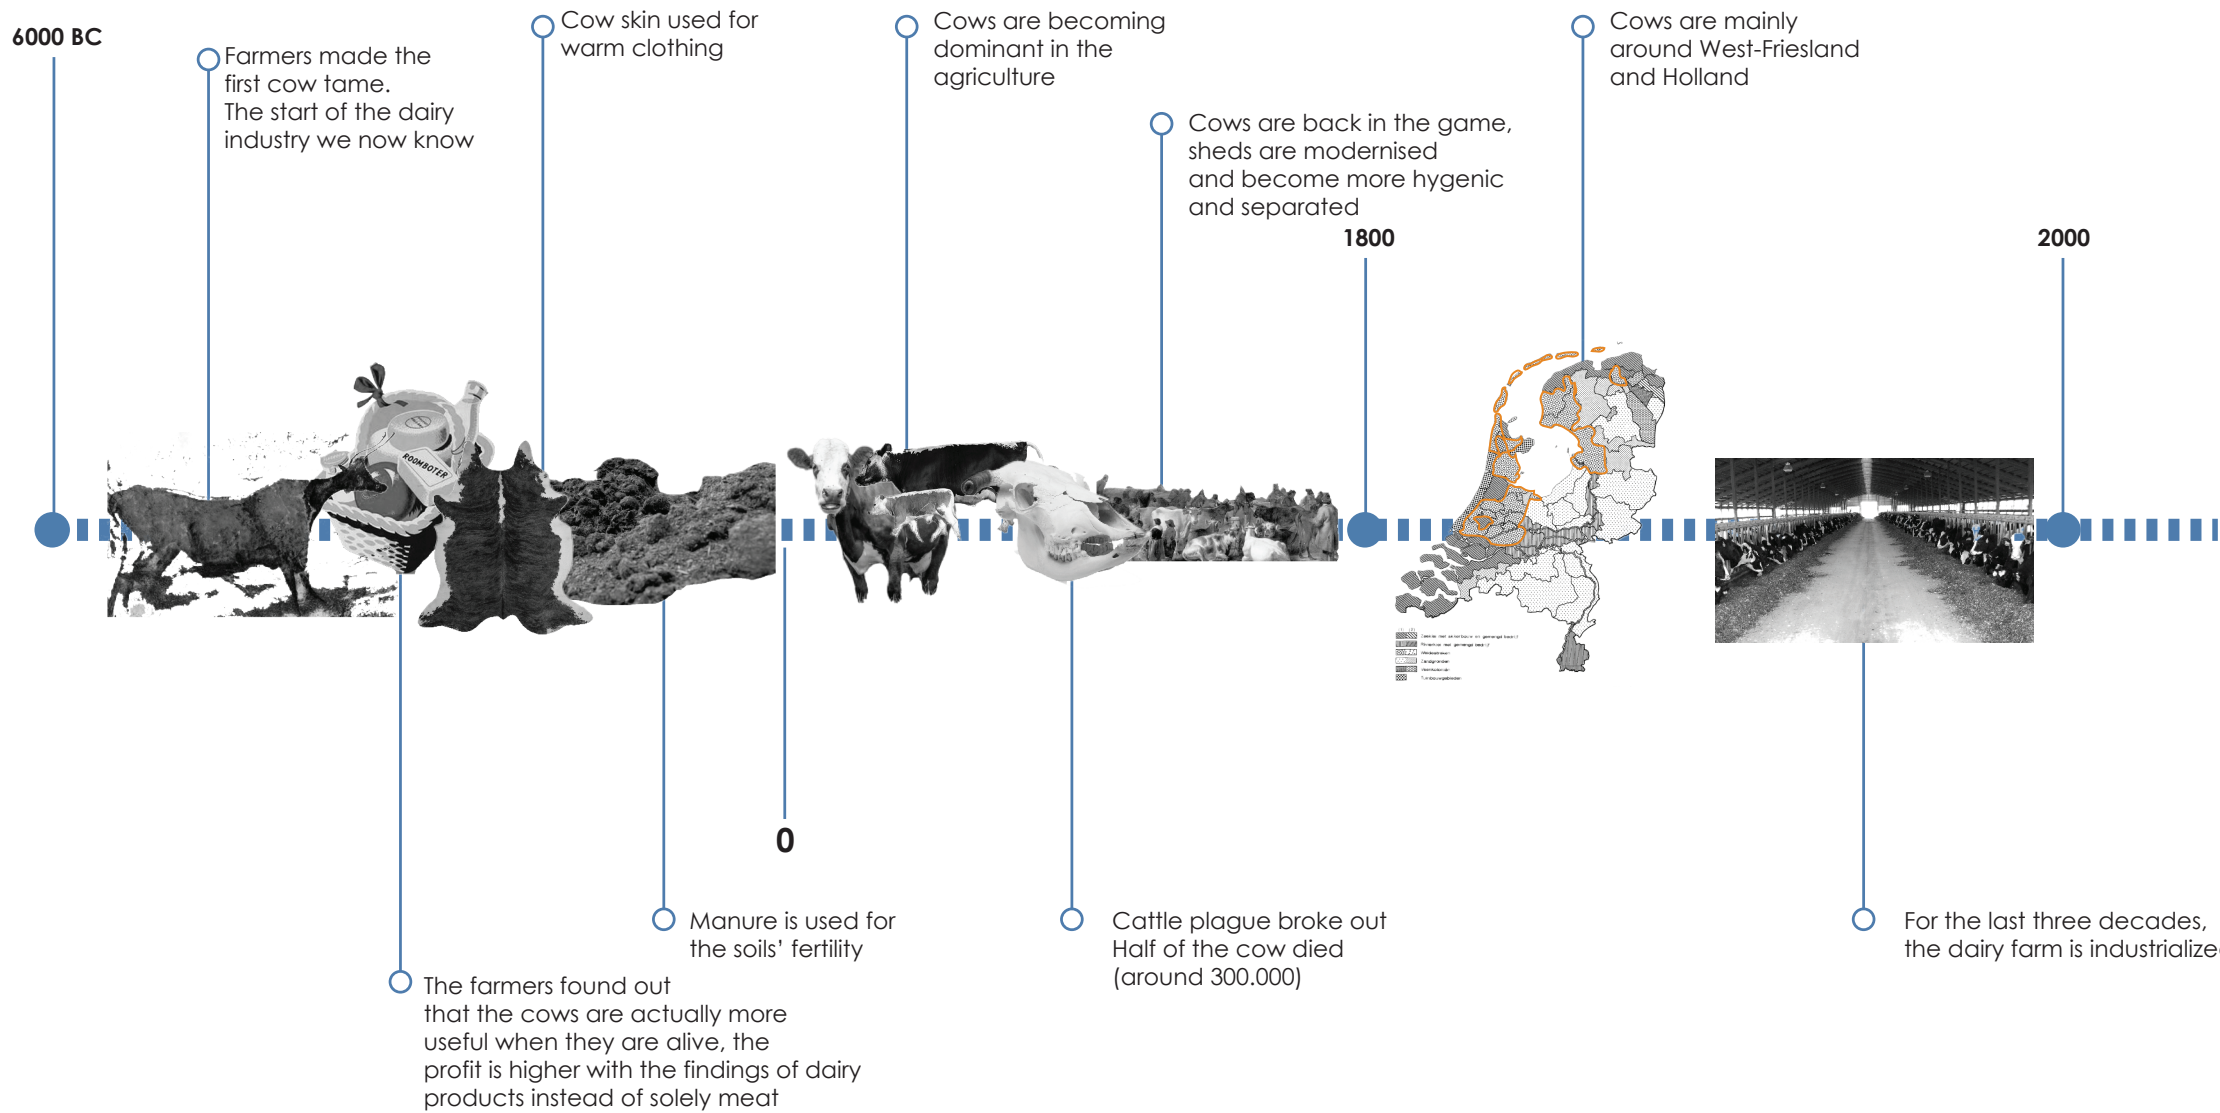 6000 BC
Farmers made the
first cow tame.
The start of the dairy
industry we now know
Cow skin used for
warm clothing
Cows are becoming
dominant in the
agriculture
Cows are back in the game,
sheds are modernised
and become more hygenic
and separated
1800
Cows are mainly
around West-Friesland
and Holland
2000
ROOMBOTER
0
Manure is used for
the soils' fertility
The farmers found out
that the cows are actually more
useful when they are alive, the
profit is higher with the findings of dairy
products instead of solely meat
Cattle plague broke out
Half of the cow died
(around 300.000)
Weidestreken
Zandgronden
Veenkoloniën
Tuinbouwgebieden
For the last three decades,
the dairy farm is industrialize